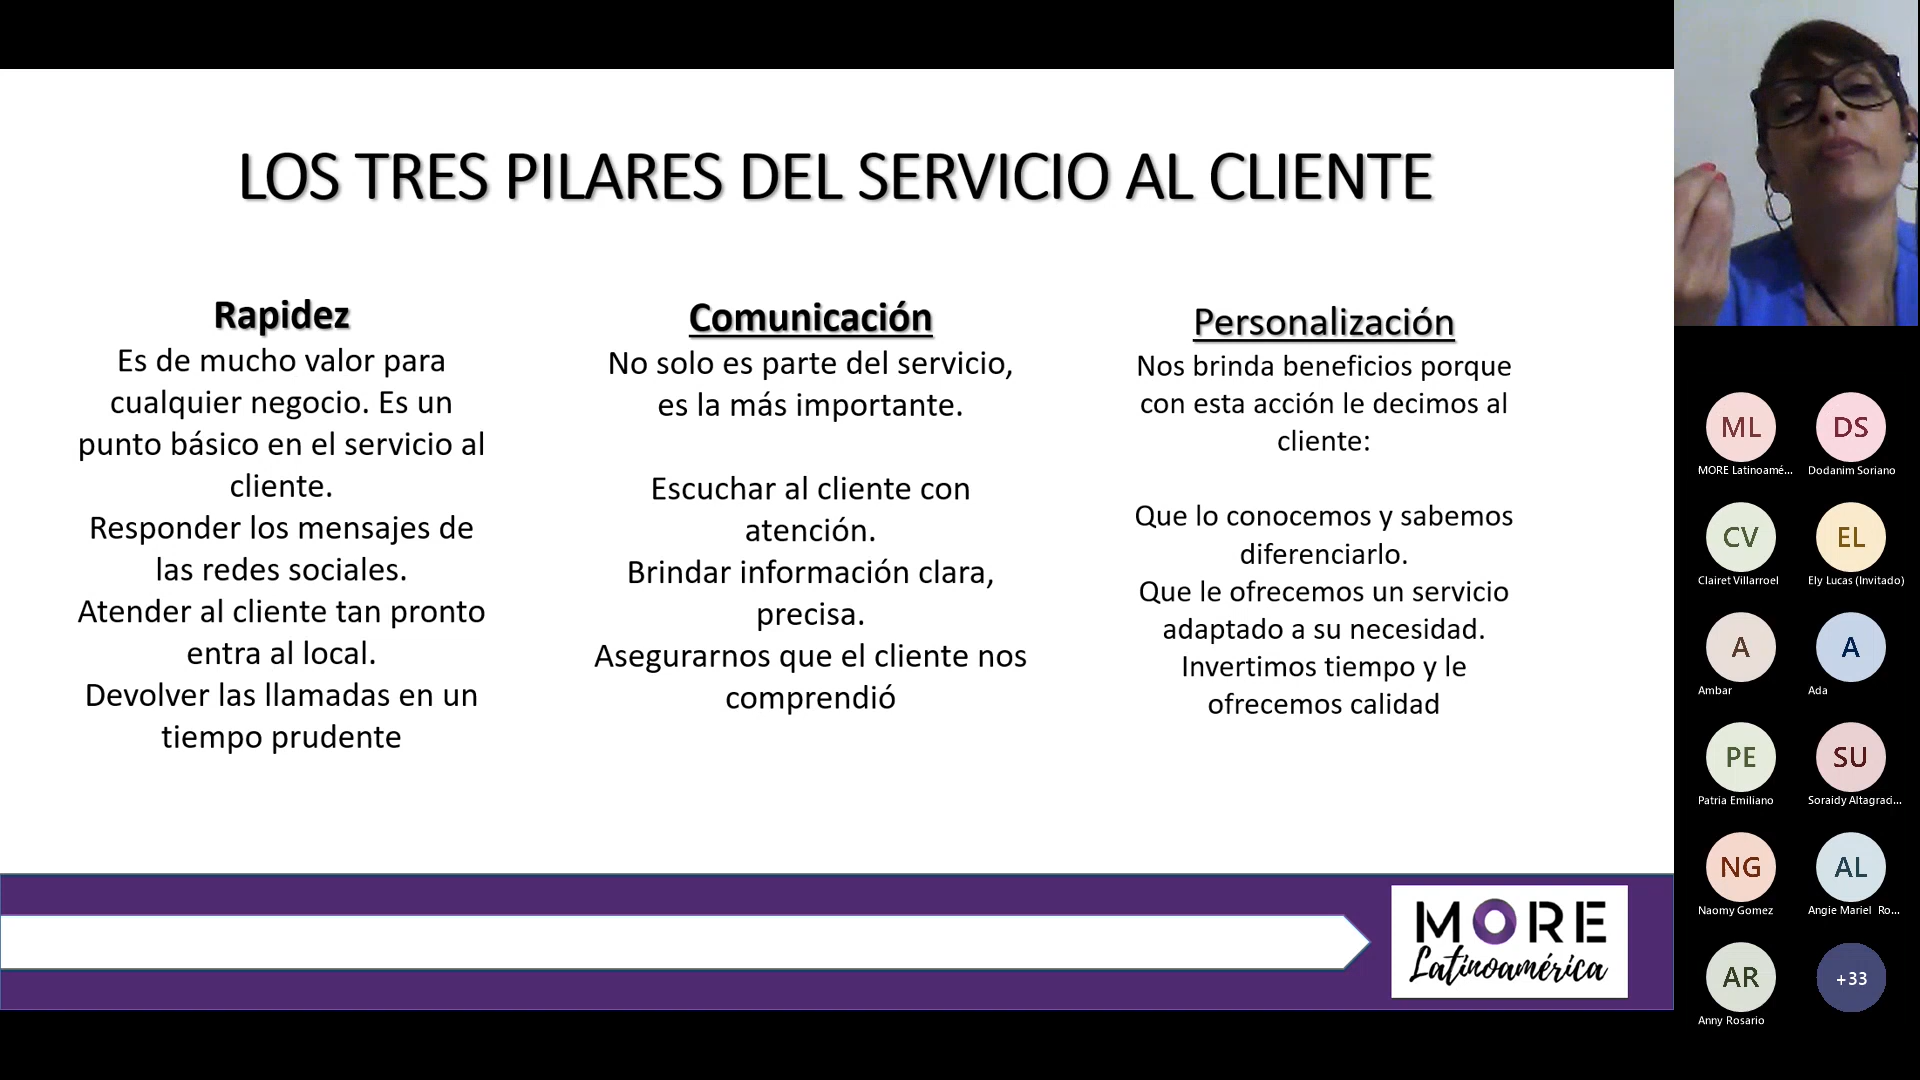 LOS TRES PILARES DEL SERVICIO AL CLIENTE
Rapidez
Es de mucho valor para
cualquier negocio. Es un
punto básico en el servicio al
cliente.
Responder los mensajes de
las redes sociales.
Atender al cliente tan pronto
entra al local.
Devolver las llamadas en un
tiempo prudente
Comunicación
No solo es parte del servicio,
es la más importante.
Escuchar al cliente con
atención.
Brindar información clara,
precisa.
Asegurarnos que el cliente nos
comprendió
Personalización
Nos brinda beneficios porque
con esta acción le decimos al
cliente:
Que lo conocemos y sabemos
diferenciarlo.
Que le ofrecemos un servicio
adaptado a su necesidad.
Invertimos tiempo y le
ofrecemos calidad
MORE
Latinoamérica
ML
MORE Latinoamé...
DS
Dodanim Soriano
CV
Clairet Villarroel
EL
Ely Lucas (Invitado)
A
Ambar
A
Ada
PE
Patria Emiliano
SU
Soraidy Altagraci...
NG
Naomy Gomez
AL
Angie Mariel Ro...
AR
Anny Rosario
+33